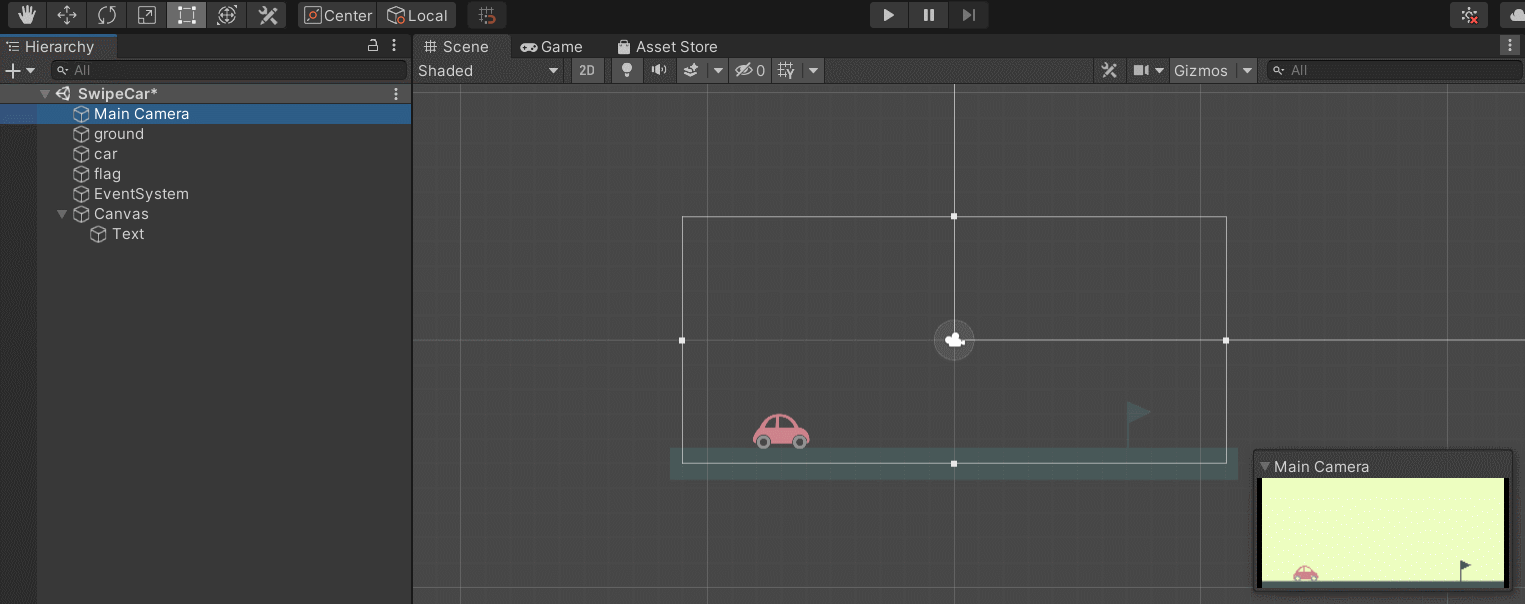 Center Local
Hierarchy
Scene Game Asset Store
All
Shaded 2D 0 Gizmos All
SwipeCar*
Main Camera
ground
car
flag
EventSystem
Canvas
Text
Main Camera